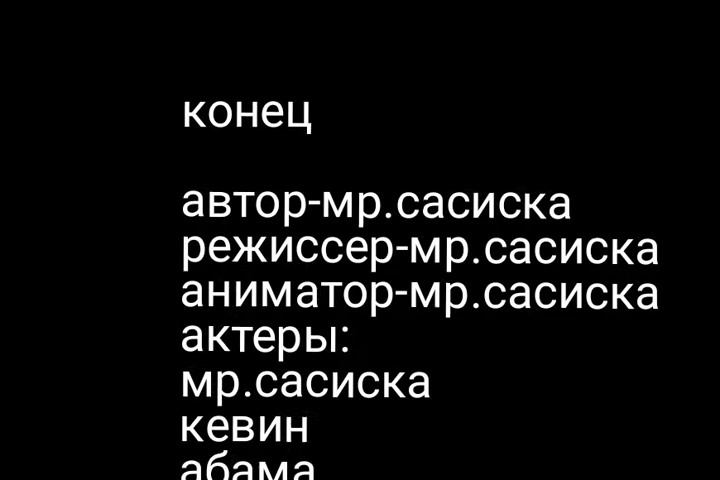 конец
автор-мр.сасиска
режиссер-мр.сасиска
аниматор-мр.сасиска
актеры:
мр.сасиска
кевин
абама